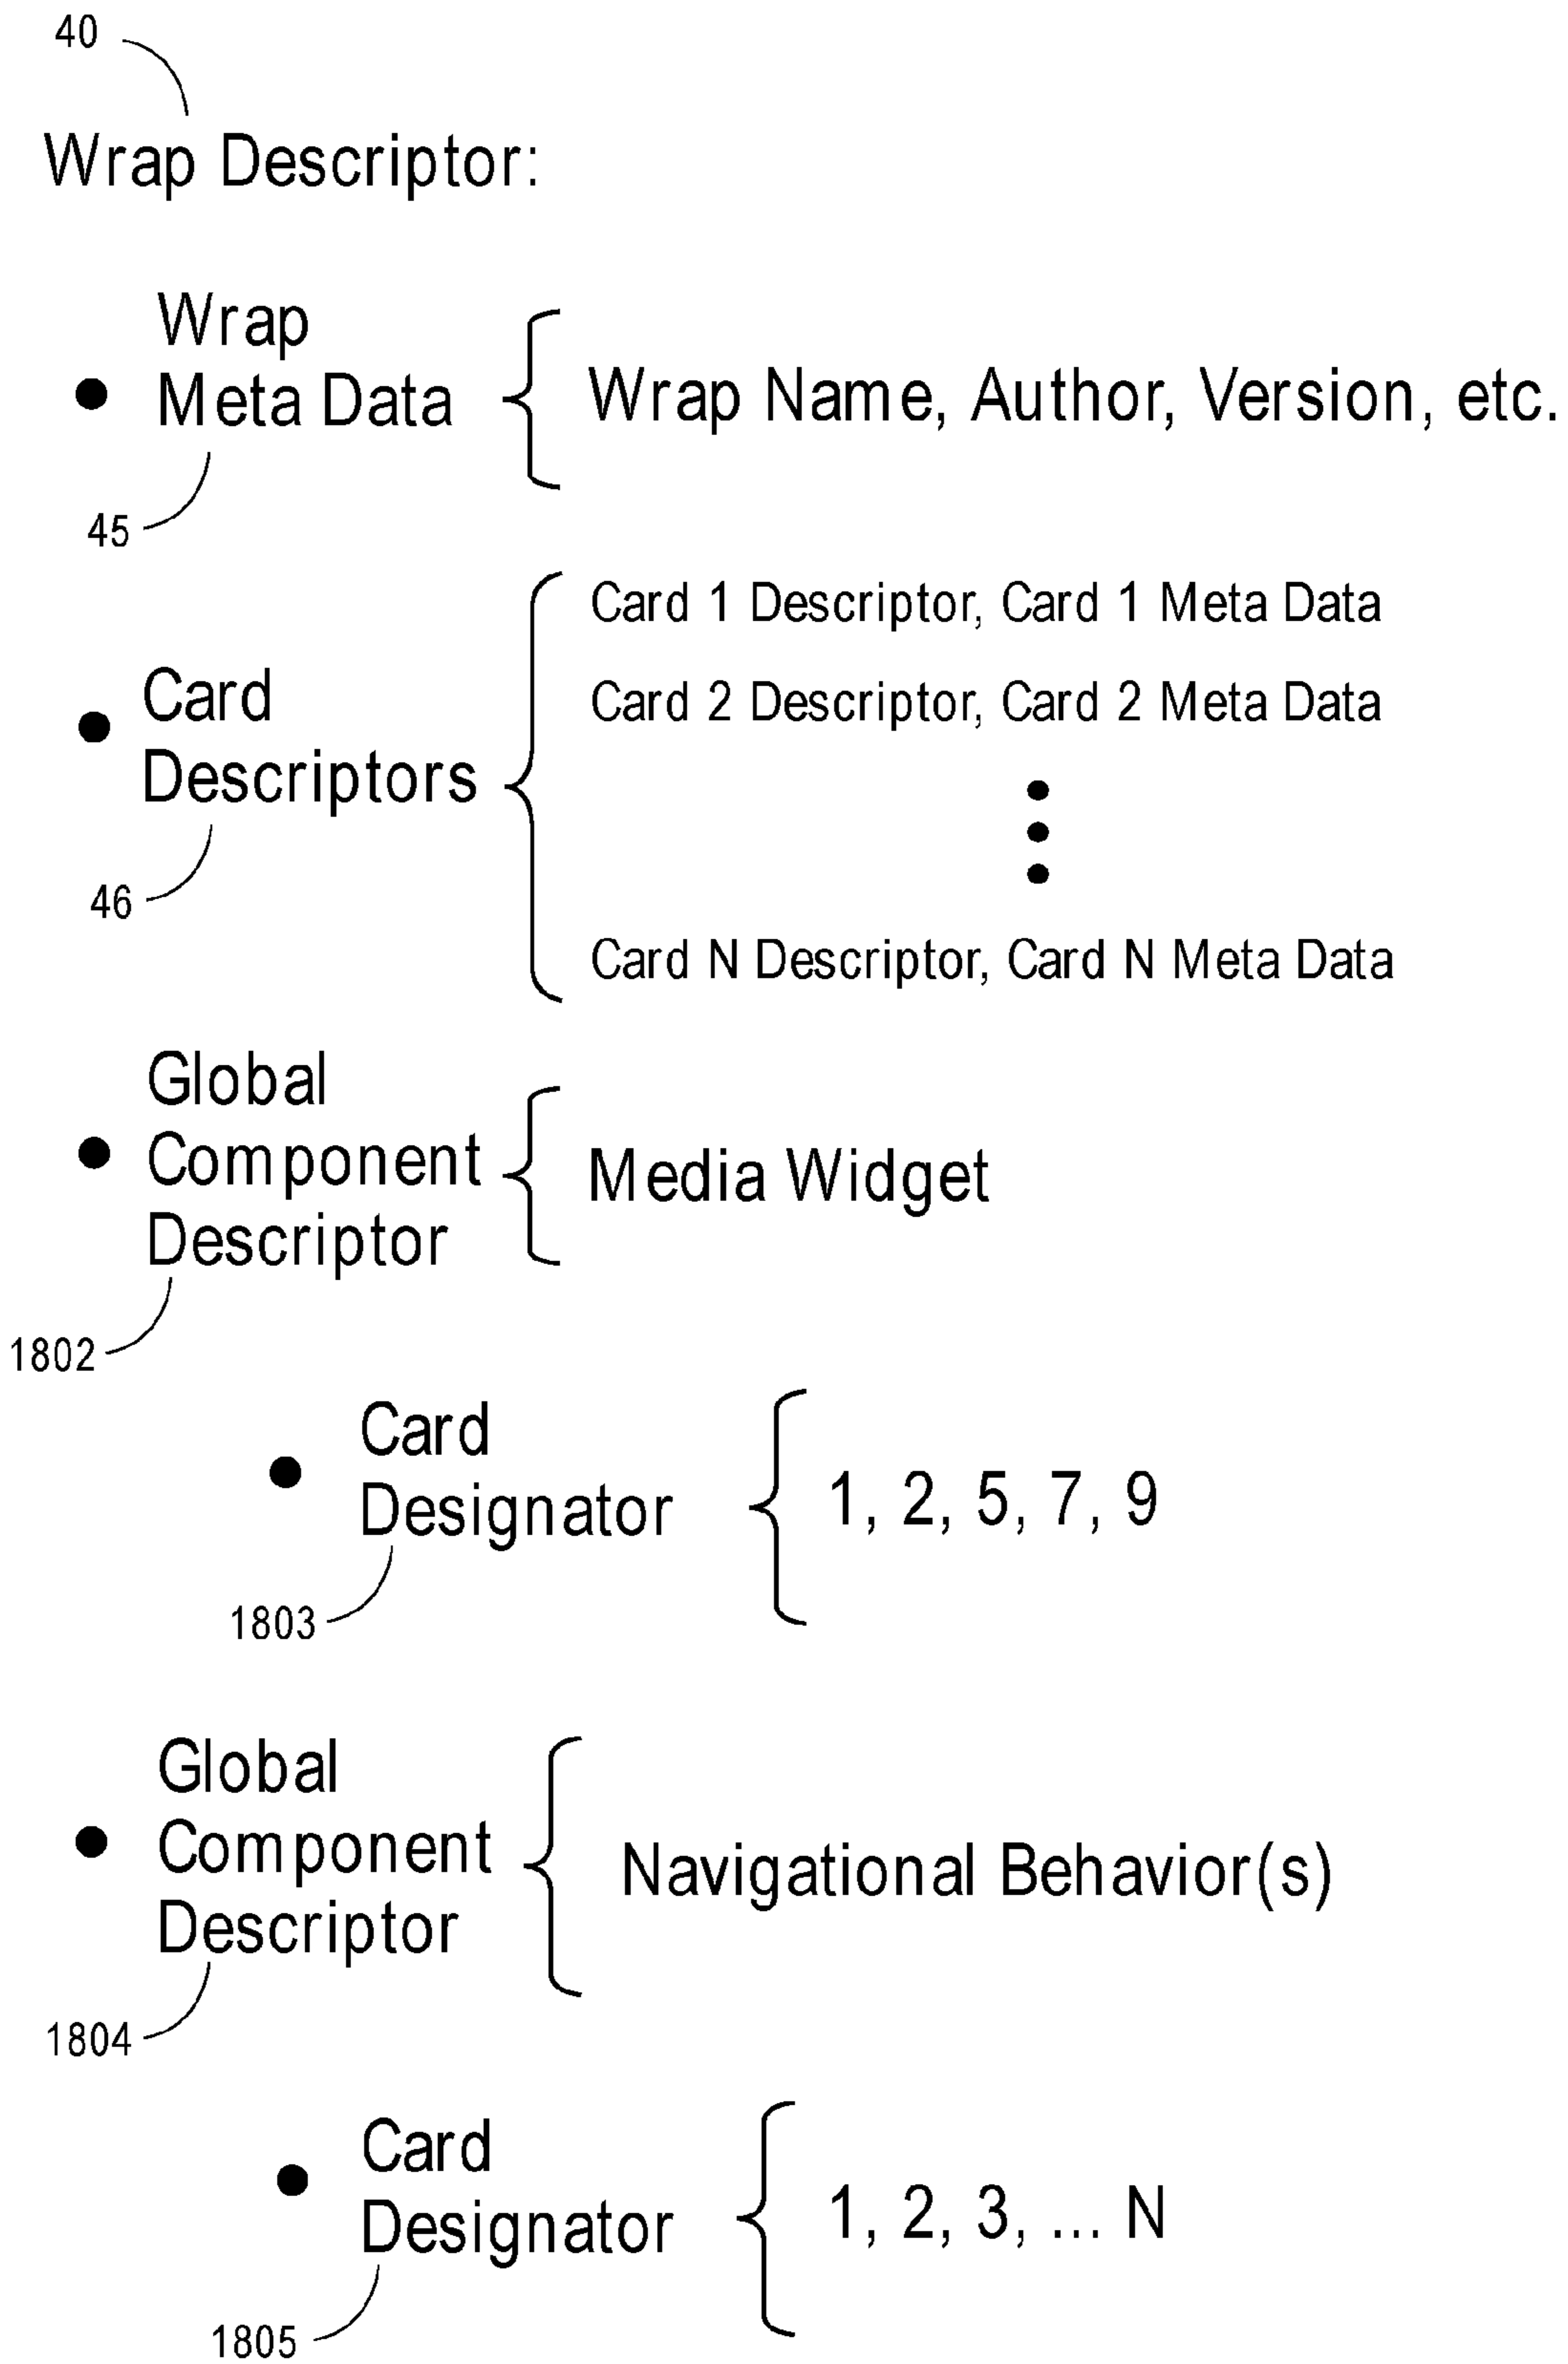 40
Wrap Descriptor:
Wrap
Meta Data
Wrap Name, Author, Version, etc.
45
Card 1 Descriptor, Card 1 Meta Data
Card
Descriptors
Card 2 Descriptor, Card 2 Meta Data
46
Card N Descriptor, Card N Meta Data
Global
Component
Descriptor
Media Widget
1802
Card
Designator
1, 2, 5, 7, 9
1803
Global
Component
Descriptor
Navigational Behavior(s)
1804
Card
Designator
1, 2, 3, ... N
1805